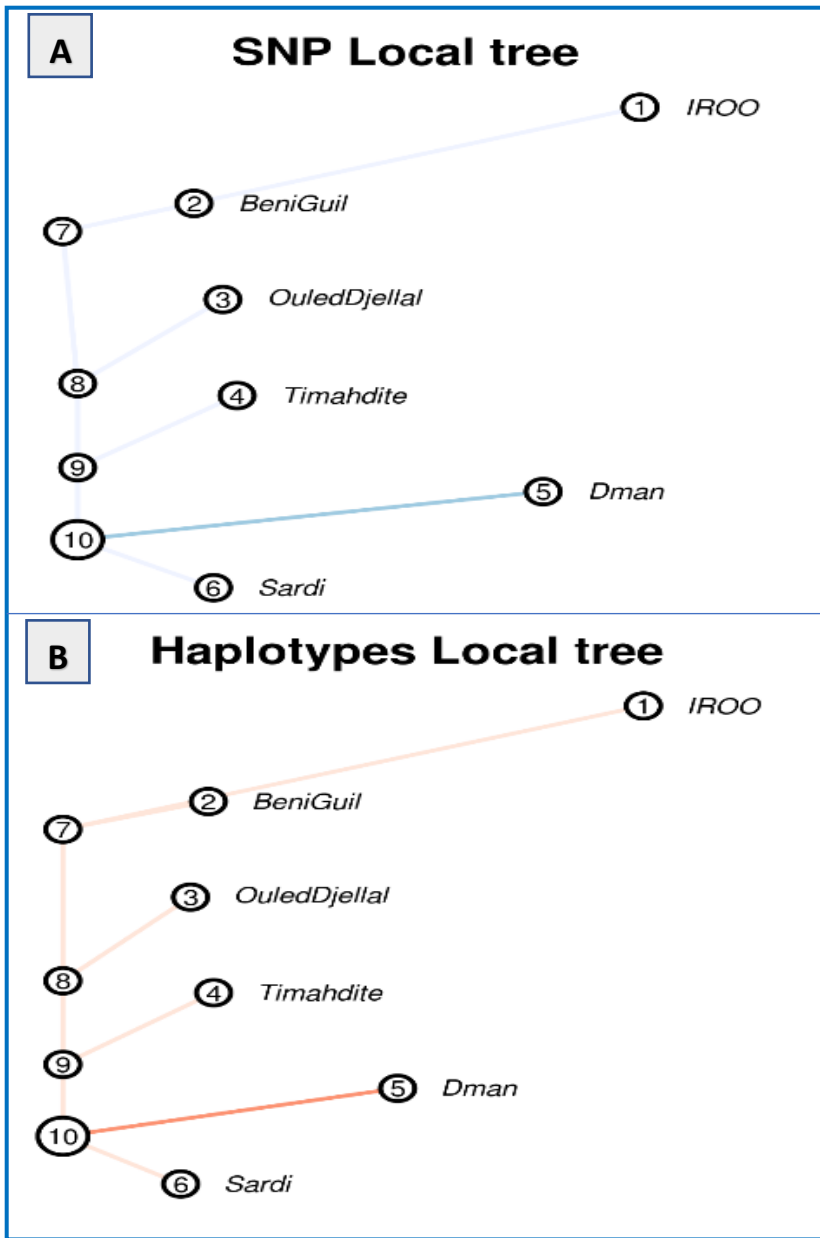 A
SNP Local tree
1 IROO
2 BeniGuil
7
3 OuledDjellal
8
4 Timahdite
9
5 Dman
10
6 Sardi
B
Haplotypes Local tree
1 IROO
2 BeniGuil
7
3 OuledDjellal
8
4 Timahdite
9
5 Dman
10
6 Sardi